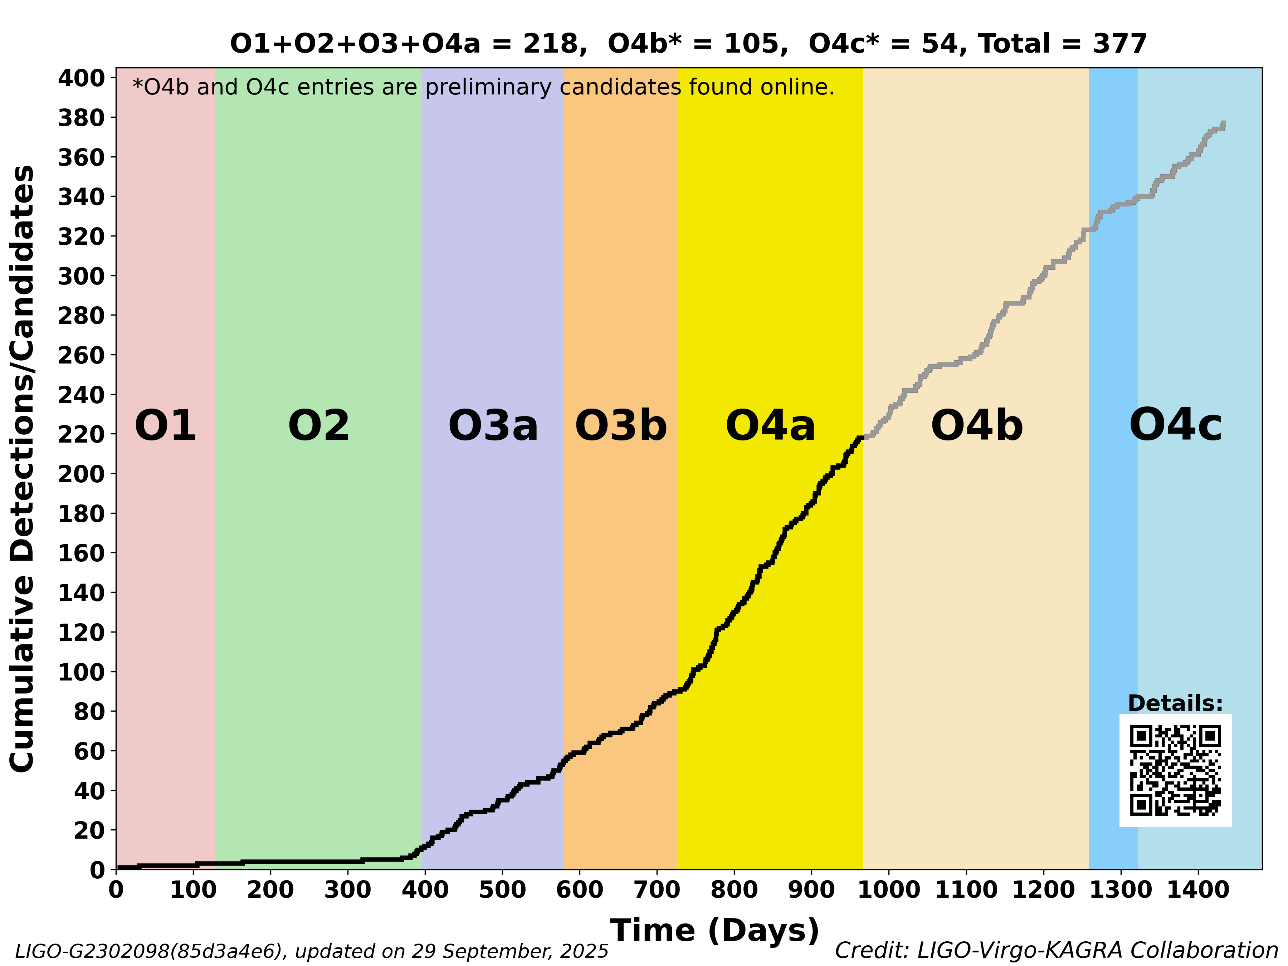 O1+O2+O3+O4a = 218, O4b* = 105, O4c* = 54, Total = 377
*O4b and O4c entries are preliminary candidates found online.
Cumulative Detections/Candidates
400
380
360
340
320
300
280
260
240
220
200
180
160
140
120
100
80
60
40
20
0
O1 O2 O3a O3b O4a O4b O4c
Details:
0 100 200 300 400 500 600 700 800 900 1000 1100 1200 1300 1400
Time (Days)
LIGO-G2302098(85d3a4e6), updated on 29 September, 2025
Credit: LIGO-Virgo-KAGRA Collaboration